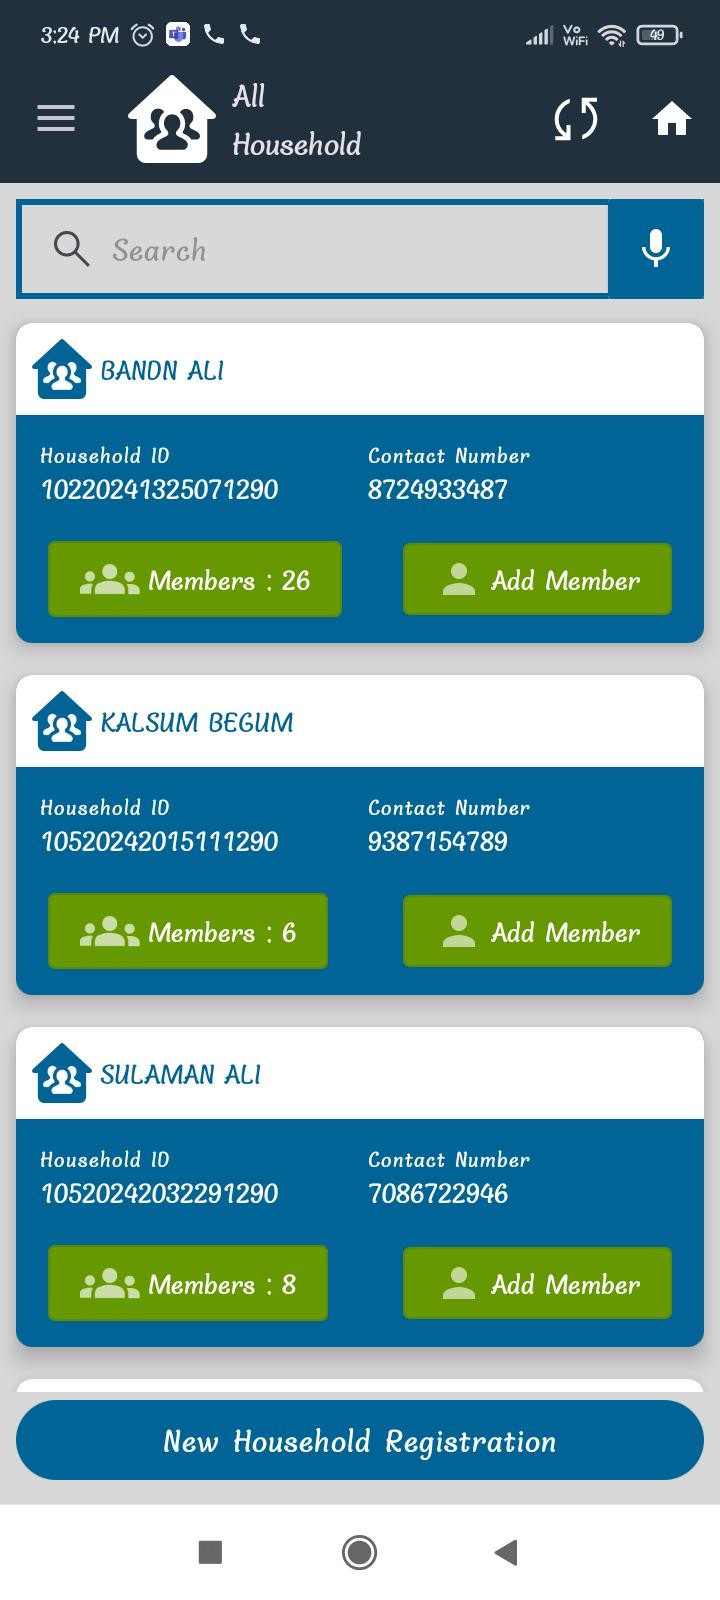 3:24 PM
Vo
WiFi
49
All
Household
Search
BANDN ALI
Household ID
Contact Number
10220241325071290
8724933487
Members : 26
Add Member
KALSUM BEGUM
Household ID
Contact Number
10520242015111290
9387154789
Members : 6
Add Member
SULAMAN ALI
Household ID
Contact Number
10520242032291290
7086722946
Members : 8
Add Member
New Household Registration